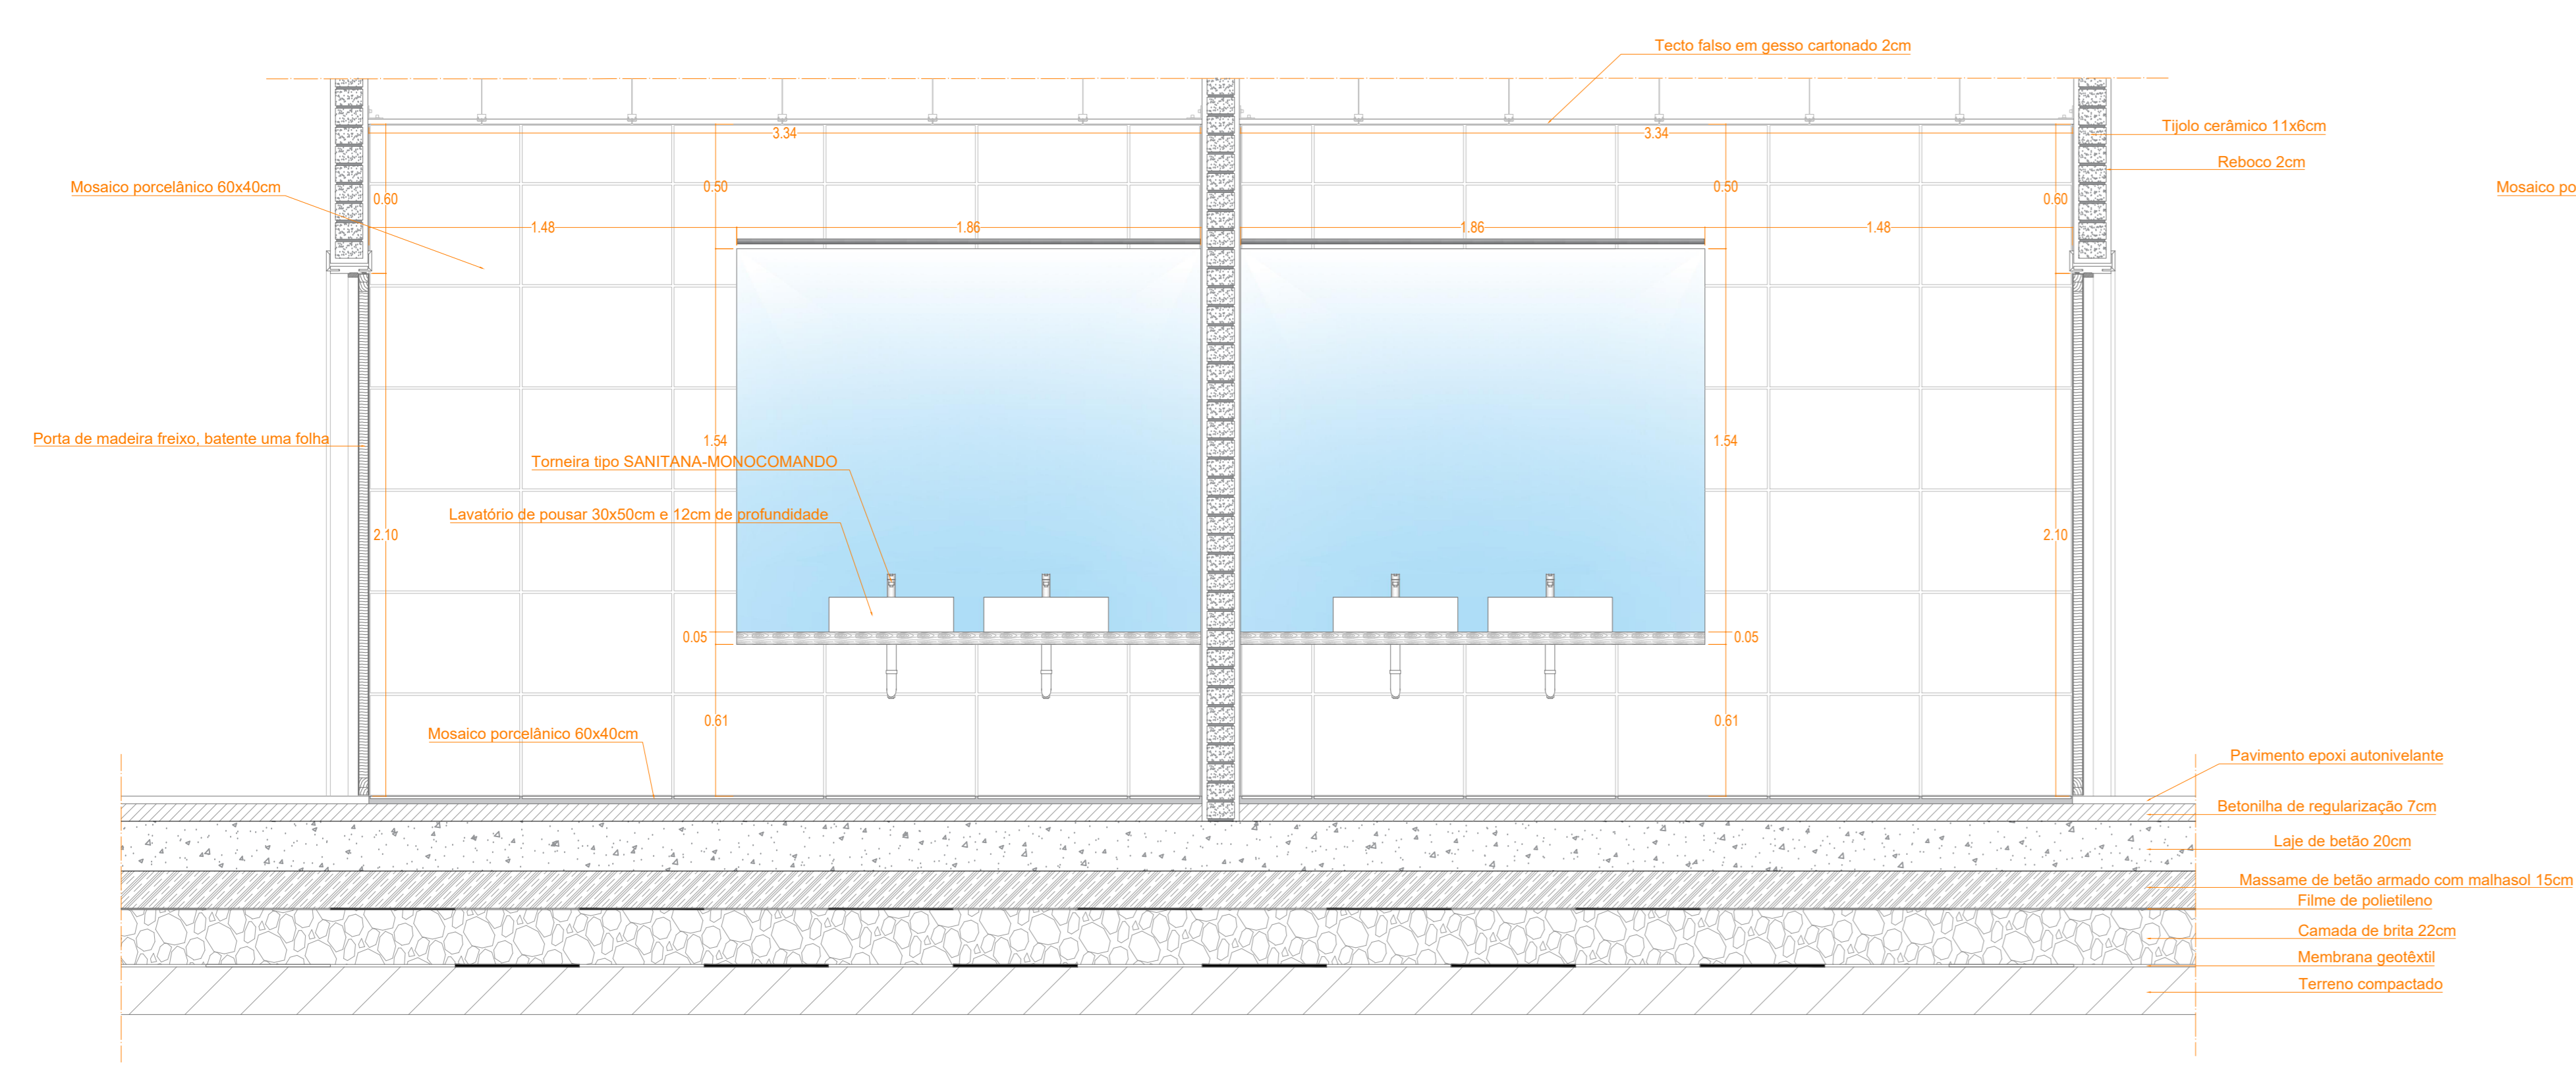 Tecto falso em gesso cartonado 2cm
3.34
3.34
Tijolo cerâmico 11x6cm
Reboco 2cm
Mosaico porcelânico 60x40cm
Mosaico po
0.60
0.50
0.50
0.60
1.48
1.86
1.86
1.48
Porta de madeira freixo, batente uma folha
1.54
1.54
Torneira tipo SANITANA-MONOCOMANDO
Lavatório de pousar 30x50cm e 12cm de profundidade
2.10
2.10
0.05
0.05
0.61
0.61
Mosaico porcelânico 60x40cm
Pavimento epoxi autonivelante
Betonilha de regularização 7cm
Laje de betão 20cm
Massame de betão armado com malhasol 15cm
Filme de polietileno
Camada de brita 22cm
Membrana geotêxtil
Terreno compactado